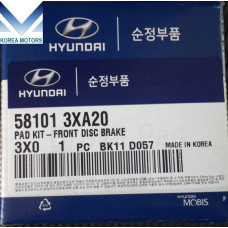 KOREA MOTORS
HYUNDAI 순정부품
HYUNDAI 순정부품
58101 3XA20
PAD KIT-FRONT DISC BRAKE
3X0 1 PC BK11 D057 MADE IN KOREA
HYUNDAI
MOBIS